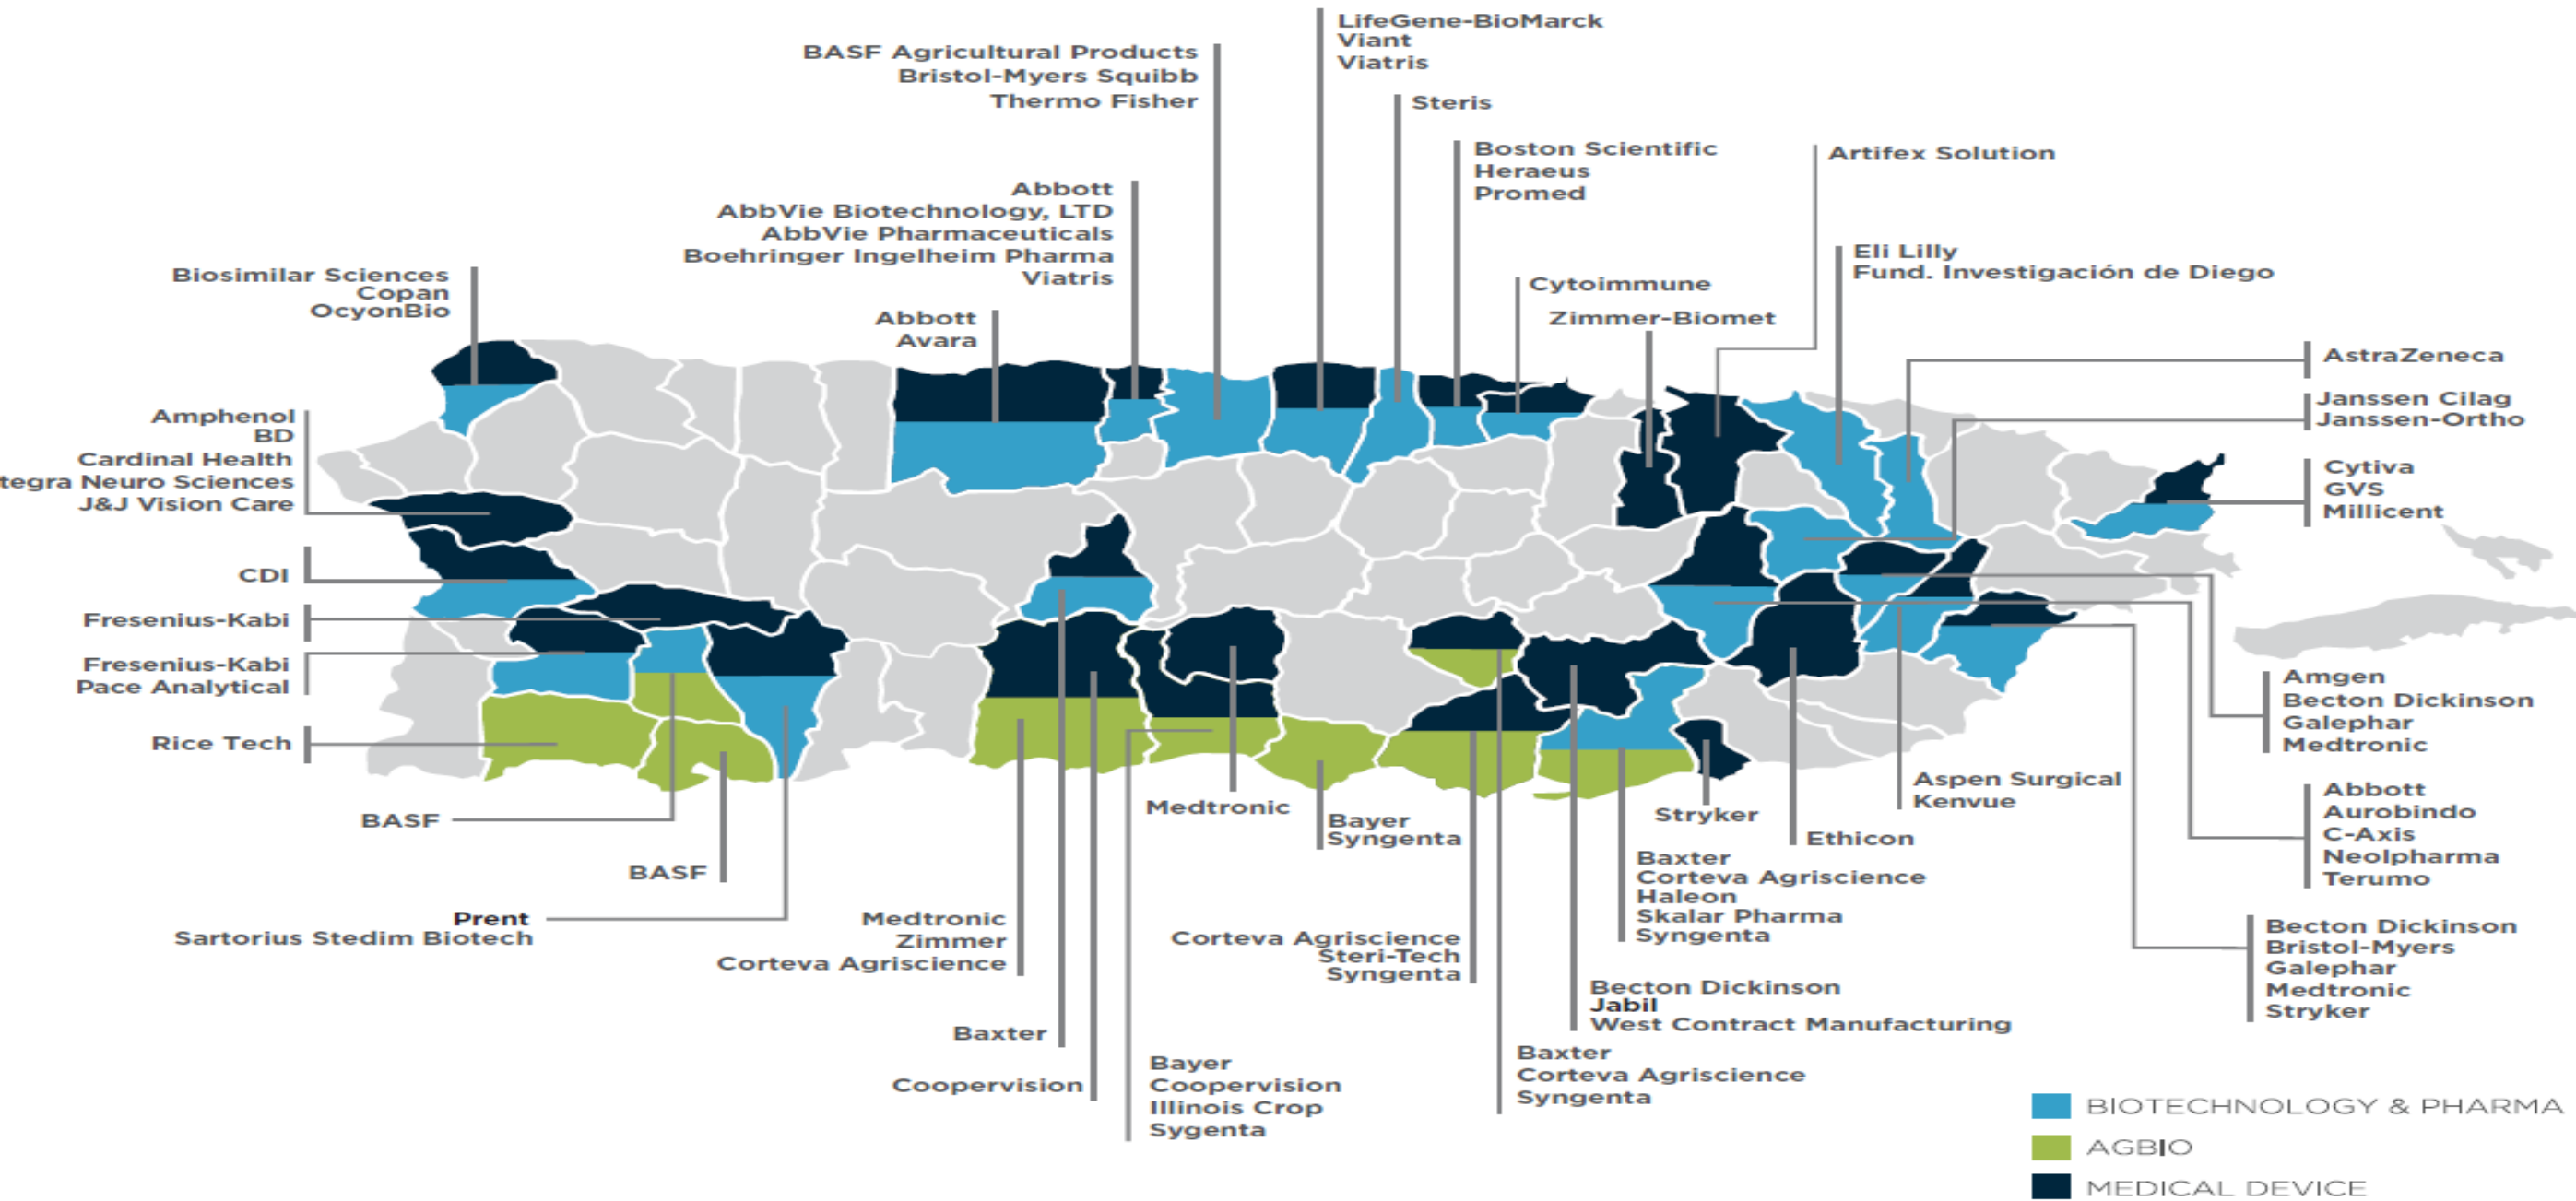 LifeGene-BioMarck
Viant
Viatris
BASF Agricultural Products
Bristol-Myers Squibb
Thermo Fisher
Steris
Boston Scientific
Heraeus
Promed
Artifex Solution
Abbott
AbbVie Biotechnology, LTD
AbbVie Pharmaceuticals
Boehringer Ingelheim Pharma
Viatris
Eli Lilly
Fund. Investigación de Diego
Biosimilar Sciences
Copan
OcyonBio
Cytoimmune
Zimmer-Biomet
Abbott
Avara
AstraZeneca
Janssen Cilag
Janssen-Ortho
Amphenol
BD
Cardinal Health
tegra Neuro Sciences
J&J Vision Care
Cytiva
GVS
Millicent
CDI
Fresenius-Kabi
Fresenius-Kabi
Pace Analytical
Rice Tech
Amgen
Becton Dickinson
Galephar
Medtronic
Aspen Surgical
Kenvue
Abbott
Aurobindo
C-Axis
Neolpharma
Terumo
BASF
BASF
Prent
Sartorius Stedim Biotech
Medtronic
Zimmer
Corteva Agriscience
Medtronic
Bayer
Syngenta
Stryker
Ethicon
Baxter
Corteva Agriscience
Haleon
Skalar Pharma
Syngenta
Corteva Agriscience
Steri-Tech
Syngenta
Becton Dickinson
Bristol-Myers
Galephar
Medtronic
Stryker
Becton Dickinson
Jabil
West Contract Manufacturing
Baxter
Coopervision
Bayer
Coopervision
Illinois Crop
Sygenta
Baxter
Corteva Agriscience
Syngenta
BIOTECHNOLOGY & PHARMA
AGBIO
MEDICAL DEVICE